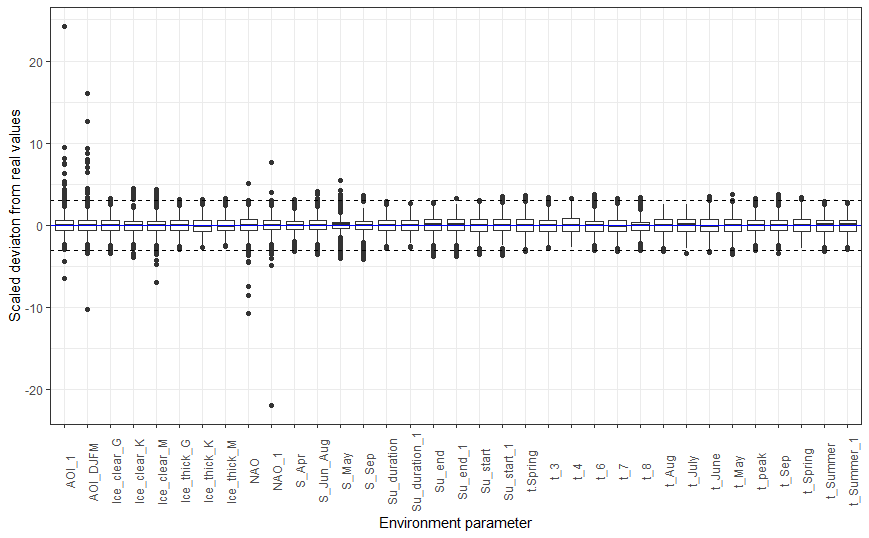 Scaled deviaton from real values
20
10
0
-10
-20
AOI_1
AOI_DJFM
Ice_clear_G
Ice_clear_K
Ice_clear_M
Ice_thick_G
Ice_thick_K
Ice_thick_M
NAO
NAO_1
S_Apr
S_Jun_Aug
S_May
S_Sep
Su_duration
Su_duration_1
Su_end
Su_end_1
Su_start
Su_start_1
t.Spring
t_3
t_4
t_6
t_7
t_8
t_Aug
t_July
t_June
t_May
t_peak
t_Sep
t_Spring
t_Summer
t_Summer_1
Environment parameter